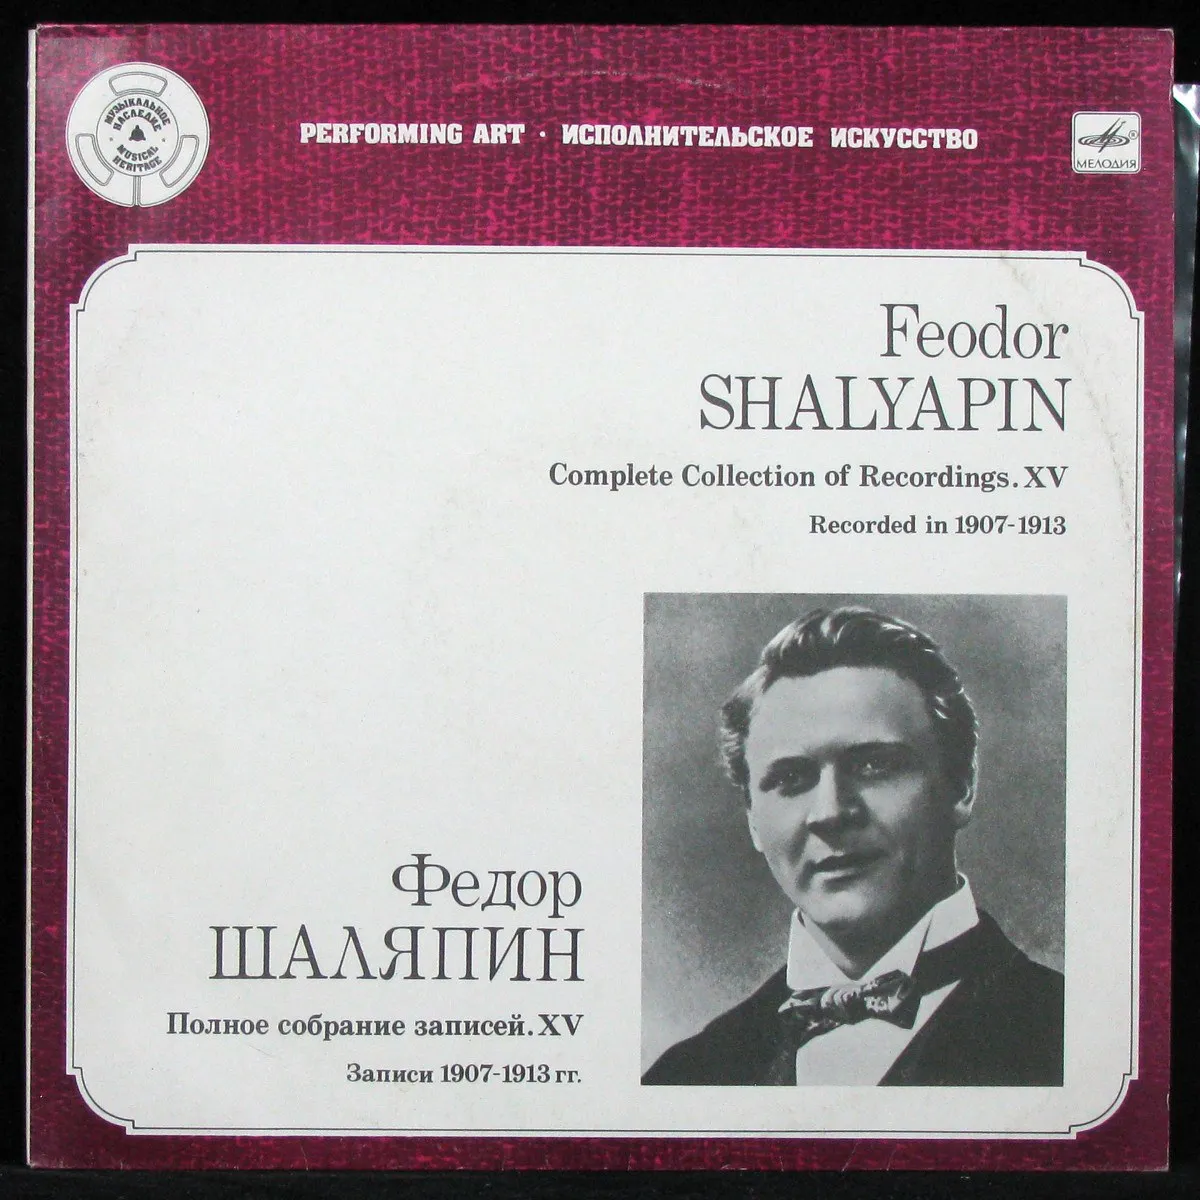 МУЗЫКАЛЬНОЕ
НАСЛЕДИЕ
MUSICAL
HERITAGE
PERFORMING ART · ИСПОЛНИТЕЛЬСКОЕ ИСКУССТВО
®
МЕЛОДИЯ
Feodor
SHALYAPIN
Complete Collection of Recordings. XV
Recorded in 1907-1913
Федор
ШАЛЯПИН
Полное собрание записей. XV
Записи 1907-1913 гг.